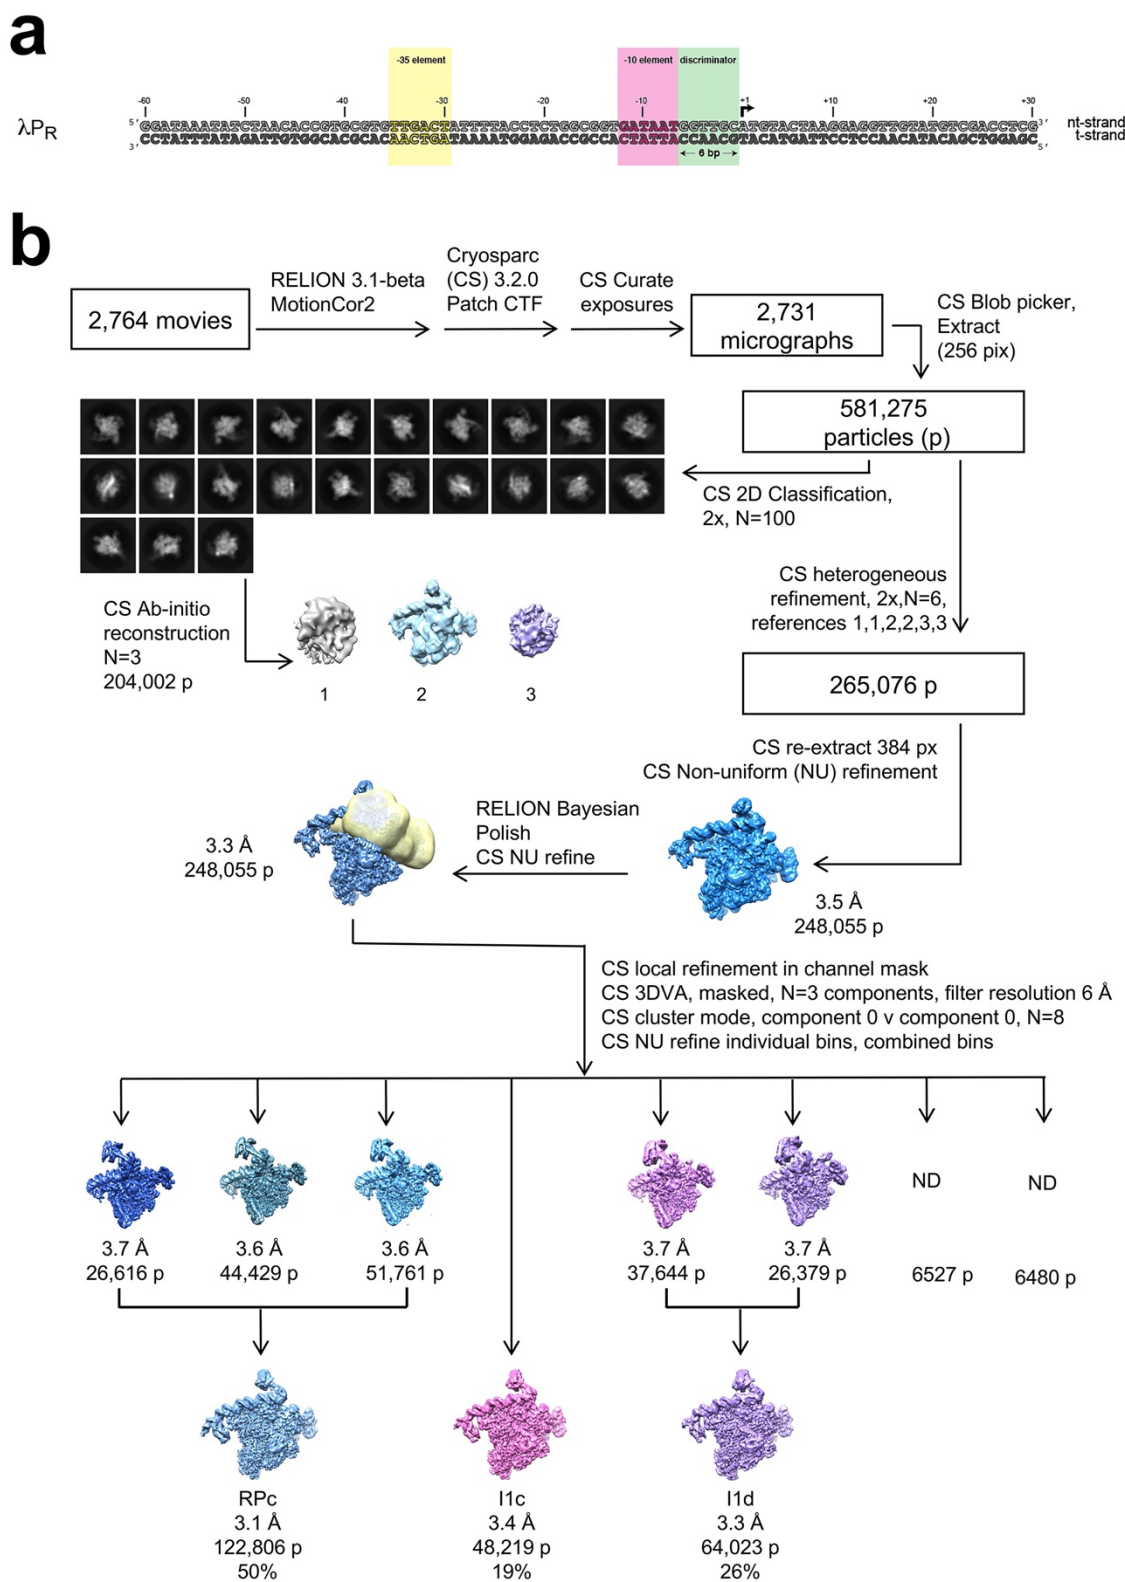 a
-35 element
-10 element
discriminator
-60 -50 -40 -30 -20 -10 +1 +10 +20 +30
λPR
5′ GGATAAATATCTAACACCGTGCGTGTTGACTATTTTACCTCTGGCGGTGATAATGGTTGCATGTACTAAGGAGGTTGTATGTCGACCTCG 3′ nt-strand
3′ CCTATTTATAGATTGTGGCACGCACAACTGATAAAATGGAGACCGCCACTATTACCAACGTACATGATTCCTCCAACATACAGCTGGAGC 5′ t-strand
6 bp
b
2,764 movies
RELION 3.1-beta
MotionCor2
Cryosparc
(CS) 3.2.0
Patch CTF
CS Curate
exposures
2,731
micrographs
CS Blob picker,
Extract
(256 pix)
581,275
particles (p)
CS 2D Classification,
2x, N=100
CS Ab-initio
reconstruction
N=3
204,002 p
1
2
3
CS heterogeneous
refinement, 2x,N=6,
references 1,1,2,2,3,3
265,076 p
CS re-extract 384 px
CS Non-uniform (NU) refinement
3.5 Å
248,055 p
RELION Bayesian
Polish
CS NU refine
3.3 Å
248,055 p
CS local refinement in channel mask
CS 3DVA, masked, N=3 components, filter resolution 6 Å
CS cluster mode, component 0 v component 0, N=8
CS NU refine individual bins, combined bins
3.7 Å
26,616 p
3.6 Å
44,429 p
3.6 Å
51,761 p
3.7 Å
37,644 p
3.7 Å
26,379 p
ND
6527 p
ND
6480 p
RPc
3.1 Å
122,806 p
50%
I1c
3.4 Å
48,219 p
19%
I1d
3.3 Å
64,023 p
26%